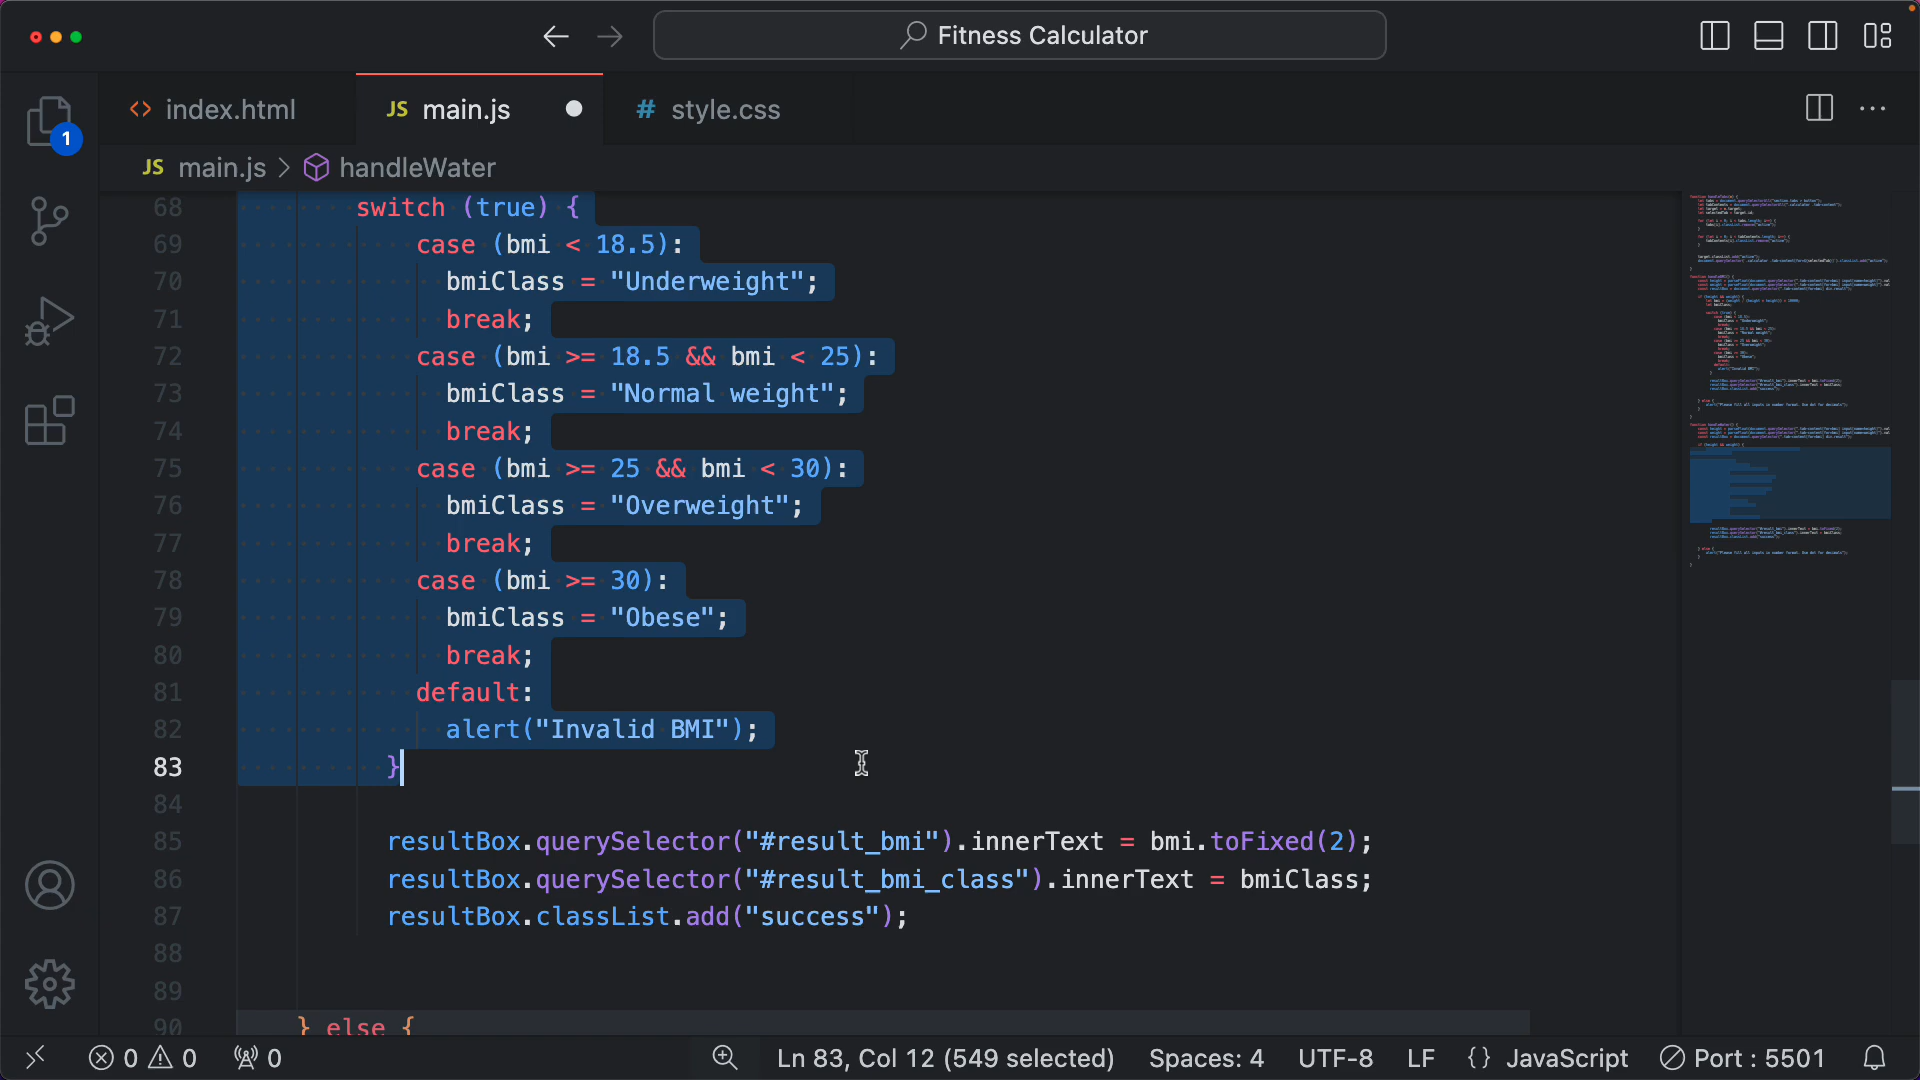 Fitness Calculator
index.html
JS main.js
# style.css
1
JS main.js > handleWater
68 switch (true) {
69 case (bmi < 18.5):
70 bmiClass = "Underweight";
71 break;
72 case (bmi >= 18.5 && bmi < 25):
73 bmiClass = "Normal weight";
74 break;
75 case (bmi >= 25 && bmi < 30):
76 bmiClass = "Overweight";
77 break;
78 case (bmi >= 30):
79 bmiClass = "Obese";
80 break;
81 default:
82 alert("Invalid BMI");
83 }
84
85 resultBox.querySelector("#result_bmi").innerText = bmi.toFixed(2);
86 resultBox.querySelector("#result_bmi_class").innerText = bmiClass;
87 resultBox.classList.add("success");
88
89
90 } else {
0 0 0 Ln 83, Col 12 (549 selected) Spaces: 4 UTF-8 LF {} JavaScript Port : 5501